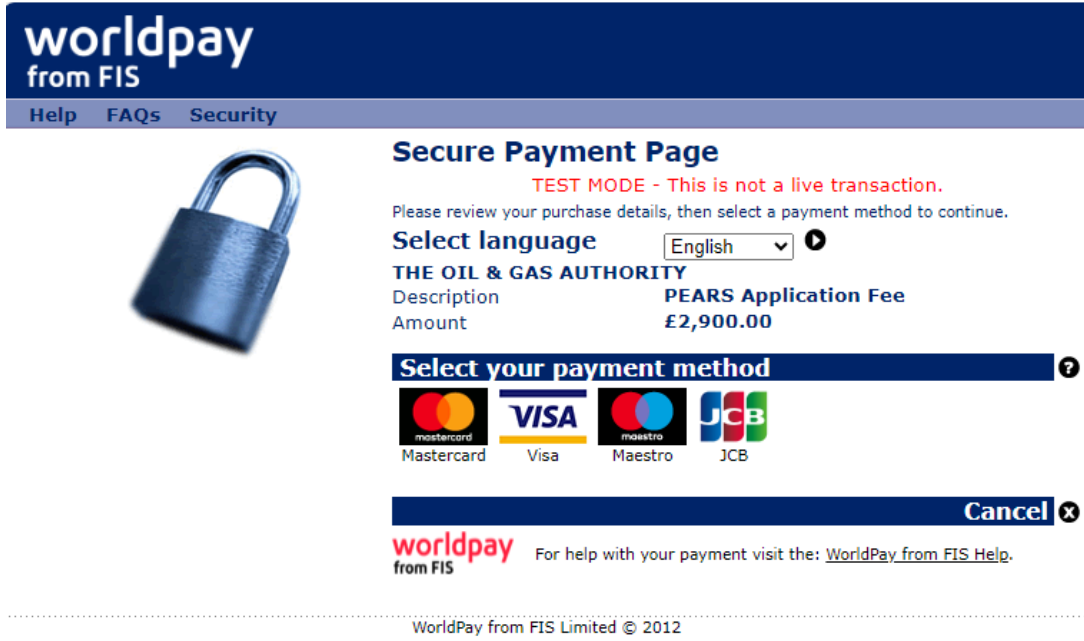 worldpay
from FIS
Help FAQs Security
Secure Payment Page
TEST MODE - This is not a live transaction.
Please review your purchase details, then select a payment method to continue.
Select language English
THE OIL & GAS AUTHORITY
Description PEARS Application Fee
Amount £2,900.00
Select your payment method ?
mastercard VISA maestro JCB
Mastercard Visa Maestro JCB
Cancel x
worldpay
from FIS
For help with your payment visit the: WorldPay from FIS Help.
WorldPay from FIS Limited © 2012